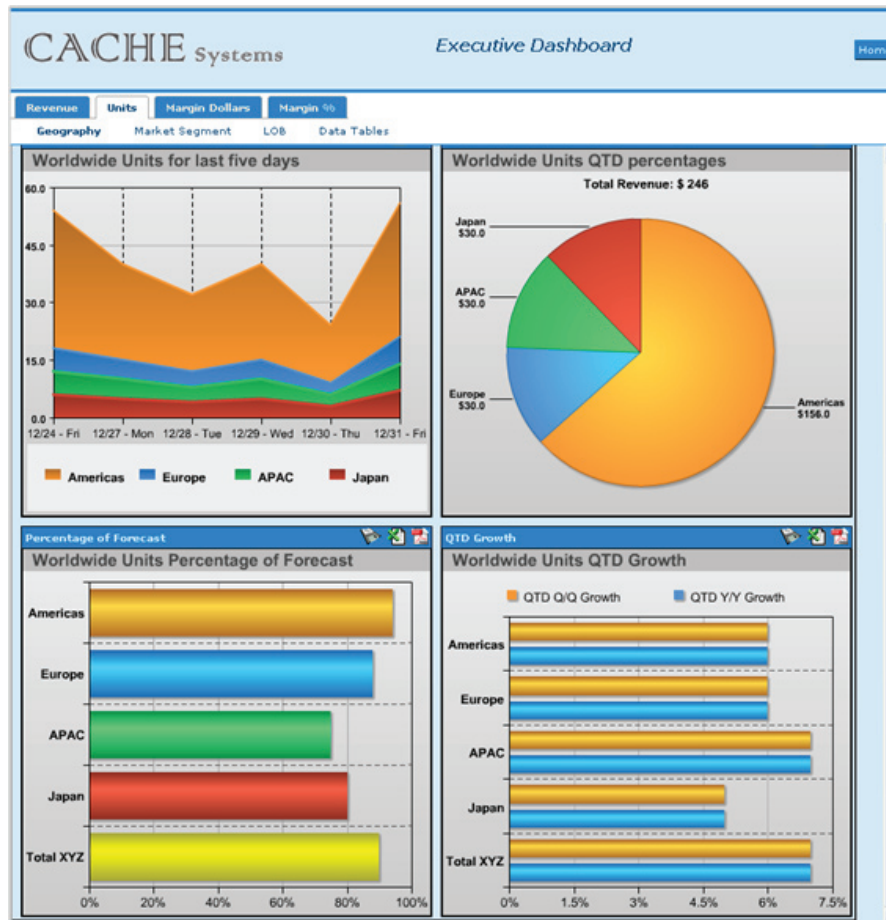 CACHE Systems
Executive Dashboard
Hom
Revenue Units Margin Dollars Margin %
Geography Market Segment LOB Data Tables
Worldwide Units for last five days
60.0
45.0
30.0
15.0
0.0
12/24 - Fri 12/27 - Mon 12/28 - Tue 12/29 - Wed 12/30 - Thu 12/31 - Fri
Americas Europe APAC Japan
Worldwide Units QTD percentages
Total Revenue: $ 246
Japan
$30.0
APAC
$30.0
Europe
$30.0
Americas
$156.0
Percentage of Forecast
Worldwide Units Percentage of Forecast
Americas
Europe
APAC
Japan
Total XYZ
0% 20% 40% 60% 80% 100%
QTD Growth
Worldwide Units QTD Growth
QTD Q/Q Growth QTD Y/Y Growth
Americas
Europe
APAC
Japan
Total XYZ
0% 1.5% 3% 4.5% 6% 7.5%